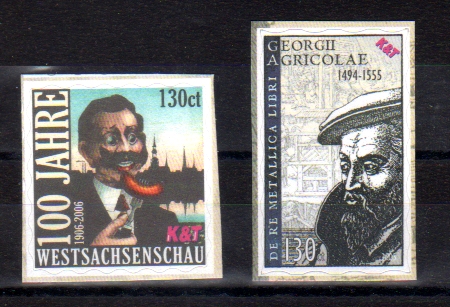 130ct
100 JAHRE
1906-2006
K&T
WESTSACHSENSCHAU
K&T
GEORGII
AGRICOLAE
1494-1555
DE RE METALLICA LIBRI
130